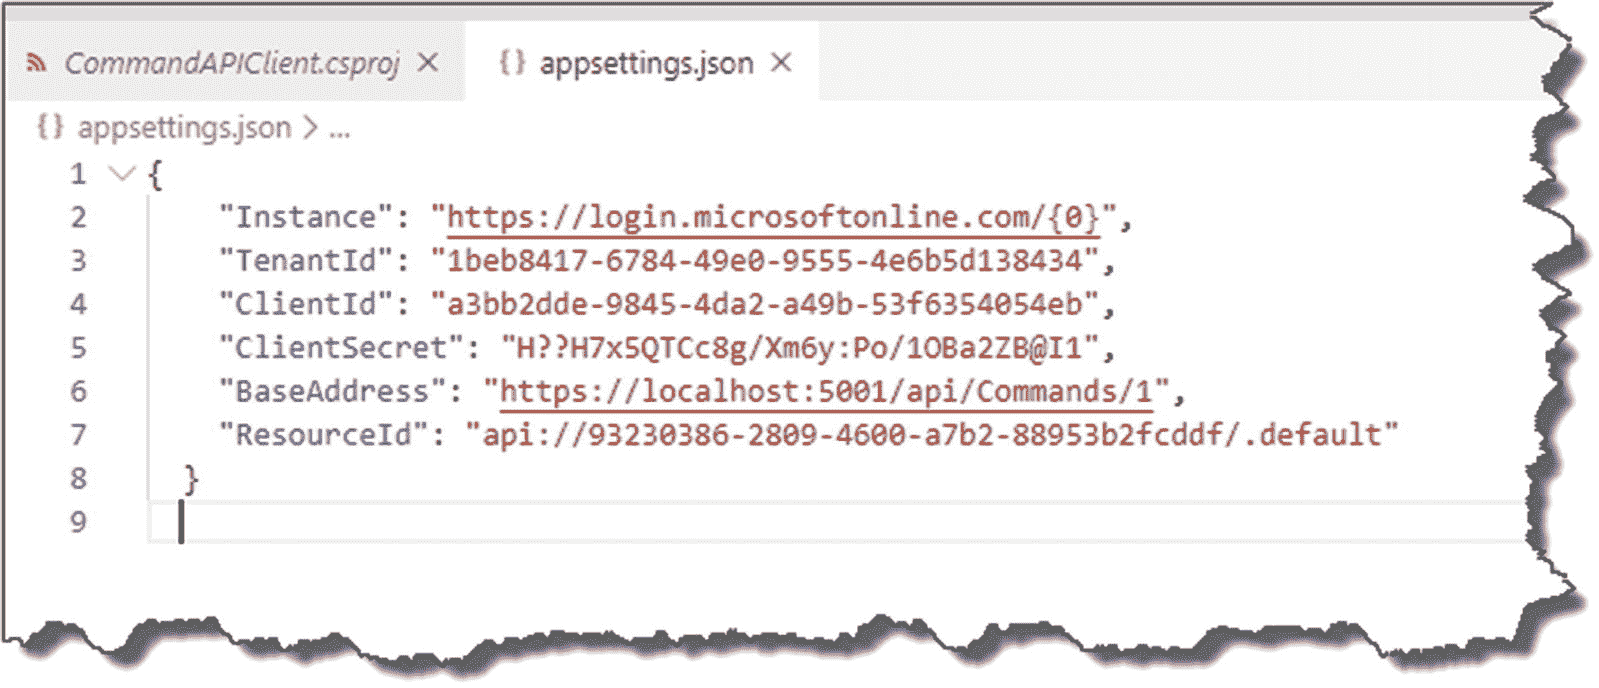 CommandAPIClient.csproj × {} appsettings.json ×
{} appsettings.json > ...
1 {
2 "Instance": "https://login.microsoftonline.com/{0}",
3 "TenantId": "1beb8417-6784-49e0-9555-4e6b5d138434",
4 "ClientId": "a3bb2dde-9845-4da2-a49b-53f6354054eb",
5 "ClientSecret": "H??H7x5QTCc8g/Xm6y:Po/1OBa2ZB@I1",
6 "BaseAddress": "https://localhost:5001/api/Commands/1",
7 "ResourceId": "api://93230386-2809-4600-a7b2-88953b2fcddf/.default"
8 }
9